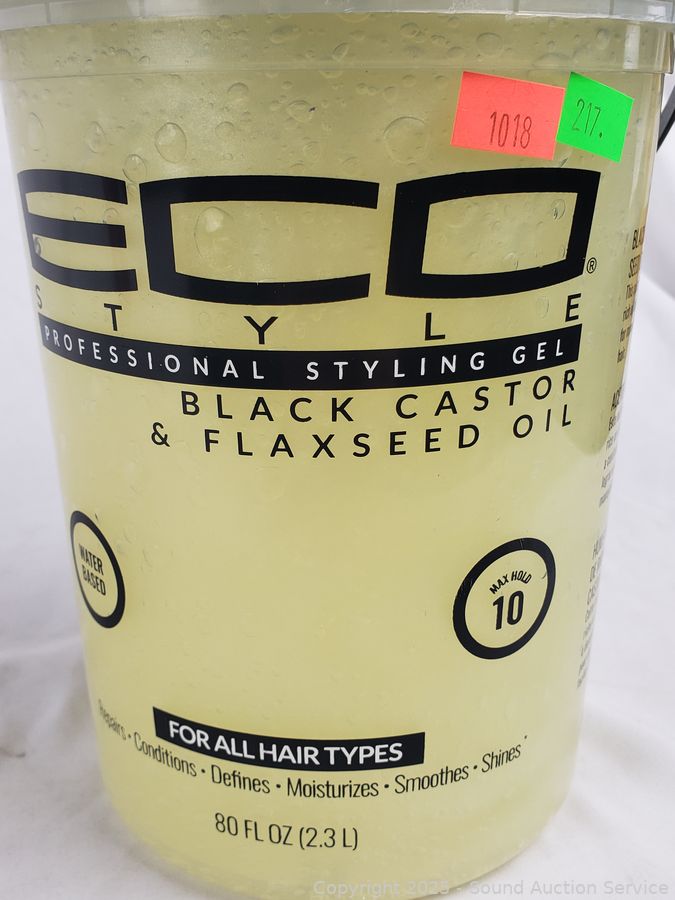 1018
217.
ECO®
STYLE
PROFESSIONAL STYLING GEL
BLACK CASTOR
& FLAXSEED OIL
WATER
BASED
MAX HOLD
10
FOR ALL HAIR TYPES
Repairs • Conditions • Defines • Moisturizes • Smoothes • Shines
80 FL OZ (2.3 L)
Copyright 2023 - Sound Auction Service